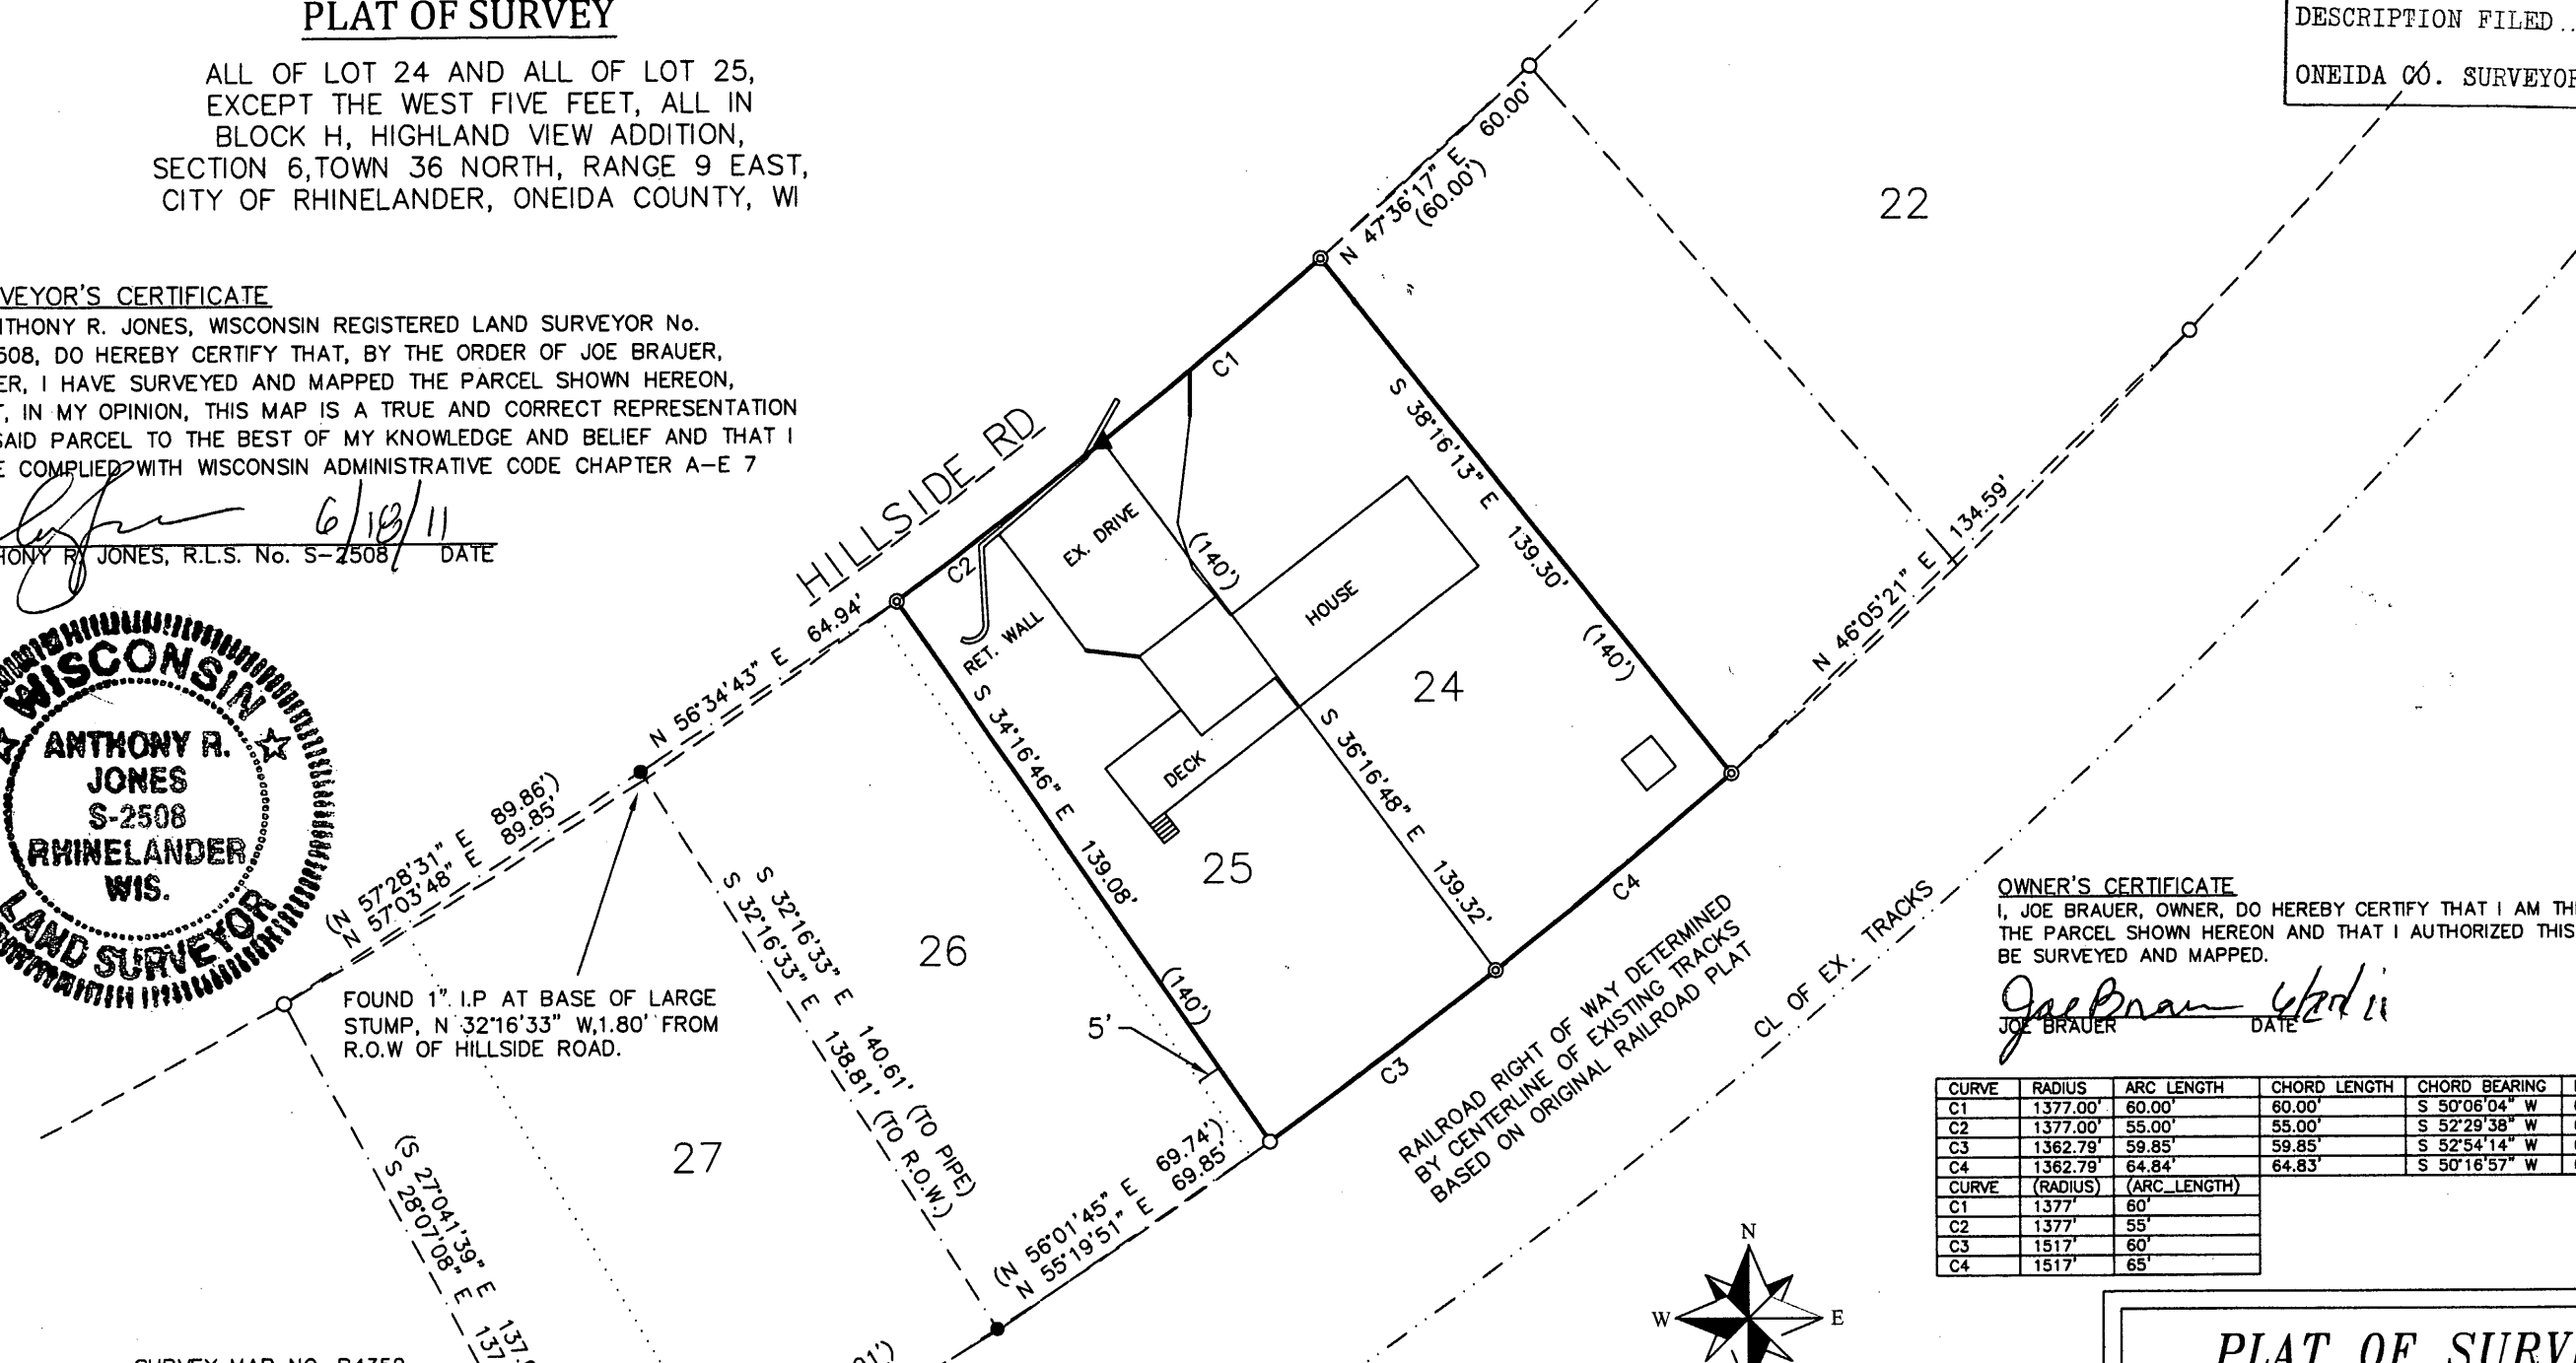 PLAT OF SURVEY
ALL OF LOT 24 AND ALL OF LOT 25,
EXCEPT THE WEST FIVE FEET, ALL IN
BLOCK H, HIGHLAND VIEW ADDITION,
SECTION 6,TOWN 36 NORTH, RANGE 9 EAST,
CITY OF RHINELANDER, ONEIDA COUNTY, WI
DESCRIPTION FILED ..
ONEIDA CO. SURVEYOR
VEYOR'S CERTIFICATE
NTHONY R. JONES, WISCONSIN REGISTERED LAND SURVEYOR No.
508, DO HEREBY CERTIFY THAT, BY THE ORDER OF JOE BRAUER,
ER, I HAVE SURVEYED AND MAPPED THE PARCEL SHOWN HEREON,
T, IN MY OPINION, THIS MAP IS A TRUE AND CORRECT REPRESENTATION
SAID PARCEL TO THE BEST OF MY KNOWLEDGE AND BELIEF AND THAT I
E COMPLIED WITH WISCONSIN ADMINISTRATIVE CODE CHAPTER A-E 7
6/18/11
HONY R. JONES, R.L.S. No. S-2508 DATE
WISCONSIN
ANTHONY R.
JONES
S-2508
RHINELANDER
WIS.
LAND SURVEYOR
N 47°36'17" E 60.00'
(60.00')
22
C1
HILLSIDE RD
C2
EX. DRIVE
(140')
RET. WALL
HOUSE
DECK
S 38°16'13" E 139.30'
(140')
24
N 46°05'21" E 134.59'
N 56°34'43" E 64.94'
S 34°16'46" E 139.08'
(140')
S 36°16'48" E 139.32'
25
26
27
5'
C3
C4
(N 57°28'31" E 89.86')
N 57°03'48" E 89.85'
FOUND 1" I.P AT BASE OF LARGE
STUMP, N 32°16'33" W,1.80' FROM
R.O.W OF HILLSIDE ROAD.
S 32°16'33" E 140.61' (TO PIPE)
S 32°16'33" E 138.81' (TO R.O.W.)
(N 56°01'45" E 69.74')
N 55°19'51" E 69.85'
(S 27°041'39" E 137.
S 28°07'08" E 137
RAILROAD RIGHT OF WAY DETERMINED
BY CENTERLINE OF EXISTING TRACKS
BASED ON ORIGINAL RAILROAD PLAT
CL OF EX. TRACKS
OWNER'S CERTIFICATE
I, JOE BRAUER, OWNER, DO HEREBY CERTIFY THAT I AM TH
THE PARCEL SHOWN HEREON AND THAT I AUTHORIZED THIS
BE SURVEYED AND MAPPED.
Joe Brauer
JOE BRAUER DATE
CURVE RADIUS ARC LENGTH CHORD LENGTH CHORD BEARING
C1 1377.00' 60.00' 60.00' S 50°06'04" W
C2 1377.00' 55.00' 55.00' S 52°29'38" W
C3 1362.79' 59.85' 59.85' S 52°54'14" W
C4 1362.79' 64.84' 64.83' S 50°16'57" W
CURVE (RADIUS) (ARC_LENGTH)
C1 1377' 60'
C2 1377' 55'
C3 1517' 60'
C4 1517' 65'
N
W E
PLAT OF SURV
SURVEY MAP NO. B4352